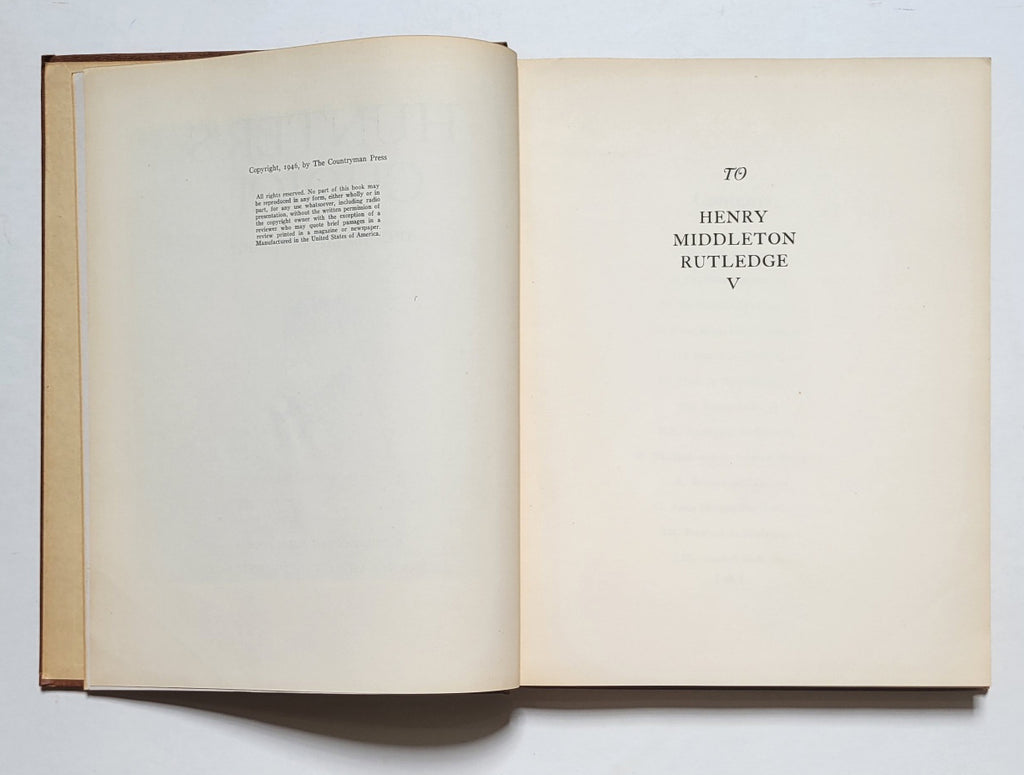 Copyright, 1946, by The Countryman Press
All rights reserved. No part of this book may
be reproduced in any form, either wholly or in
part, for any use whatsoever, including radio
presentation, without the written permission of
the copyright owner with the exception of a
reviewer who may quote brief passages in a
review printed in a magazine or newspaper.
Manufactured in the United States of America.
TO
HENRY
MIDDLETON
RUTLEDGE
V